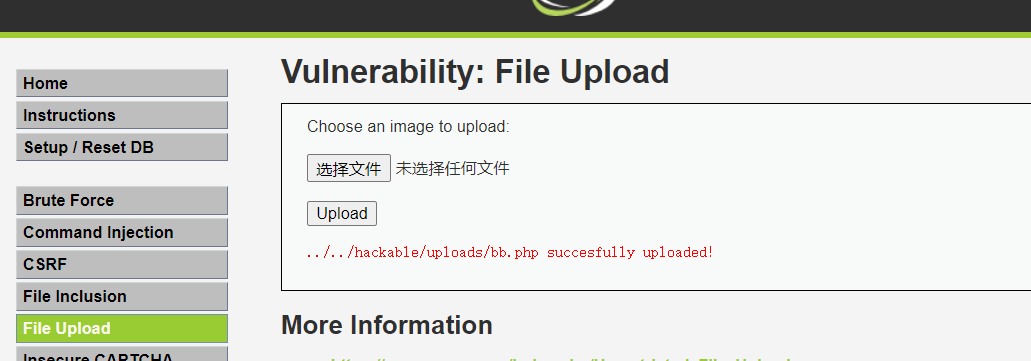 Vulnerability: File Upload
Home
Instructions
Setup / Reset DB
Brute Force
Command Injection
CSRF
File Inclusion
File Upload
Insecure CAPTCHA
Choose an image to upload:
选择文件 未选择任何文件
Upload
../../hackable/uploads/bb.php succesfully uploaded!
More Information